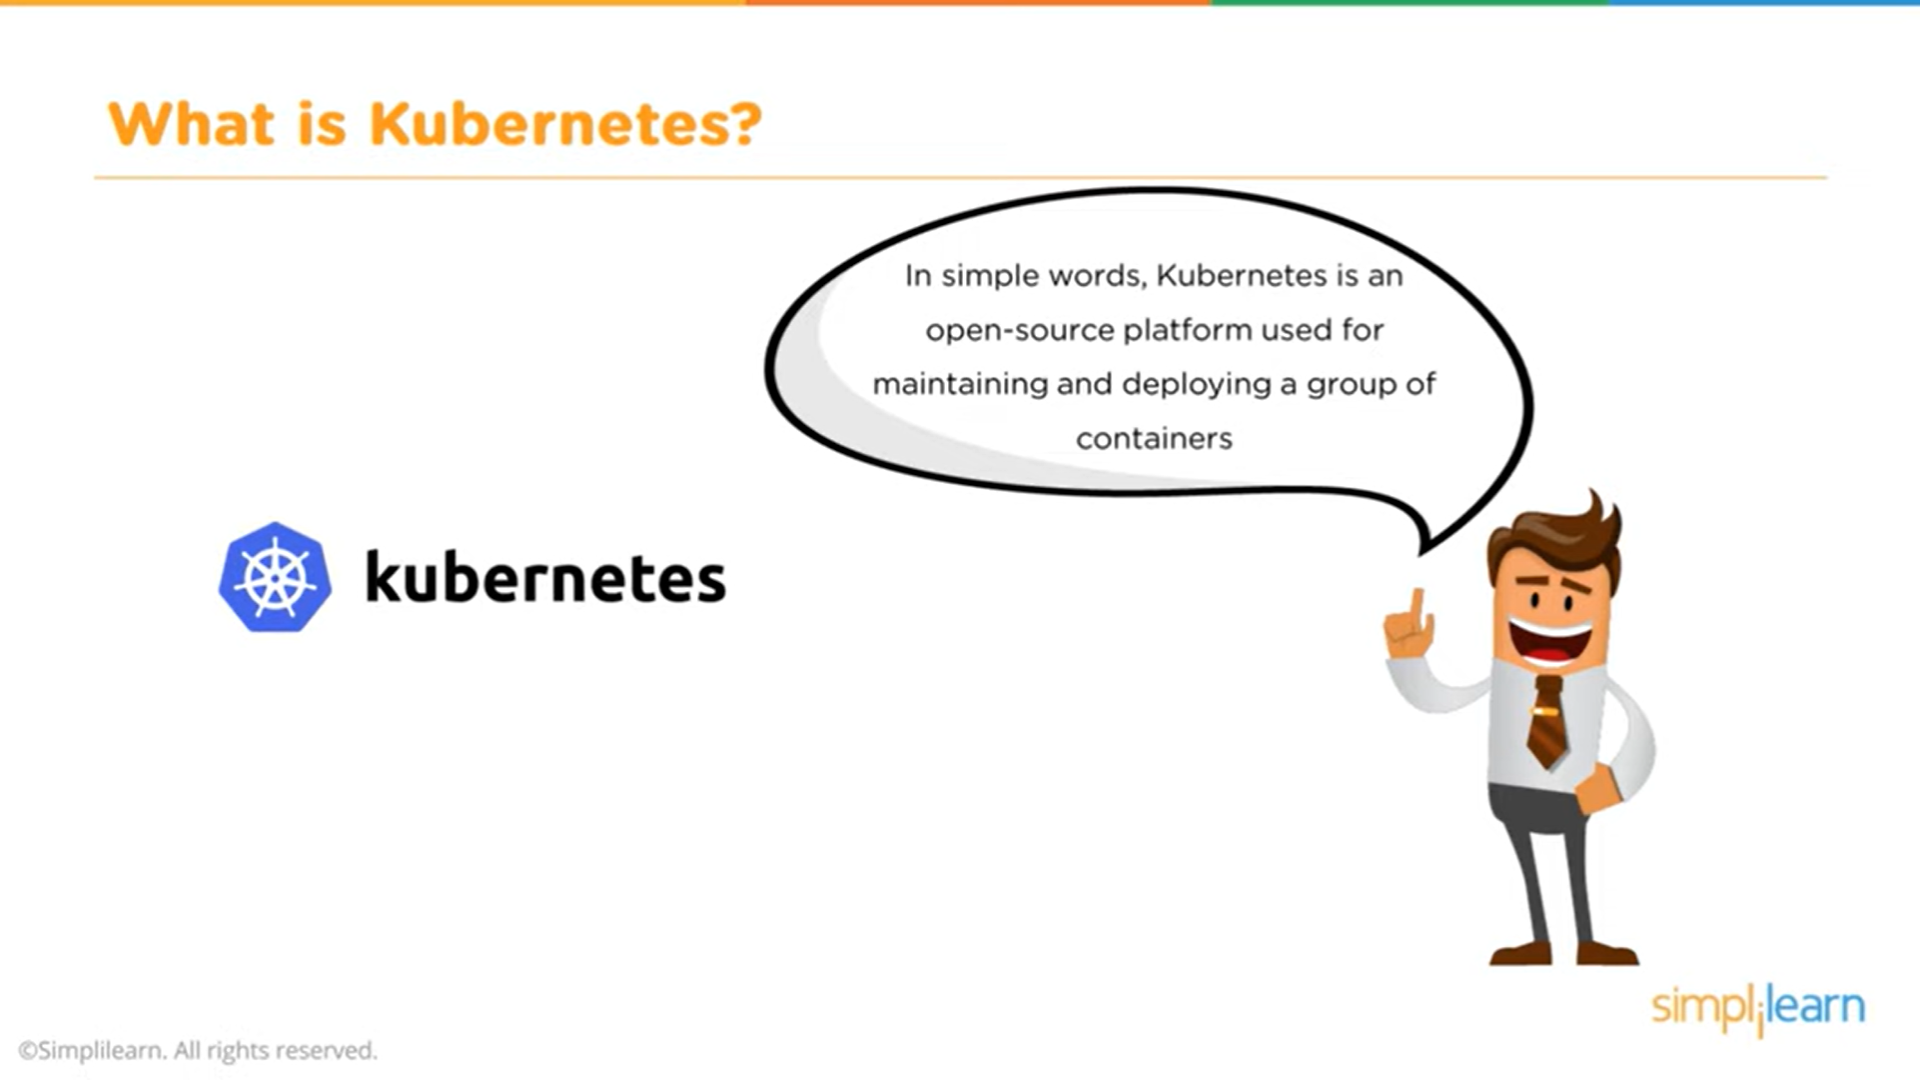 What is Kubernetes?
In simple words, Kubernetes is an
open-source platform used for
maintaining and deploying a group of
containers
kubernetes
simplilearn
©Simplilearn. All rights reserved.